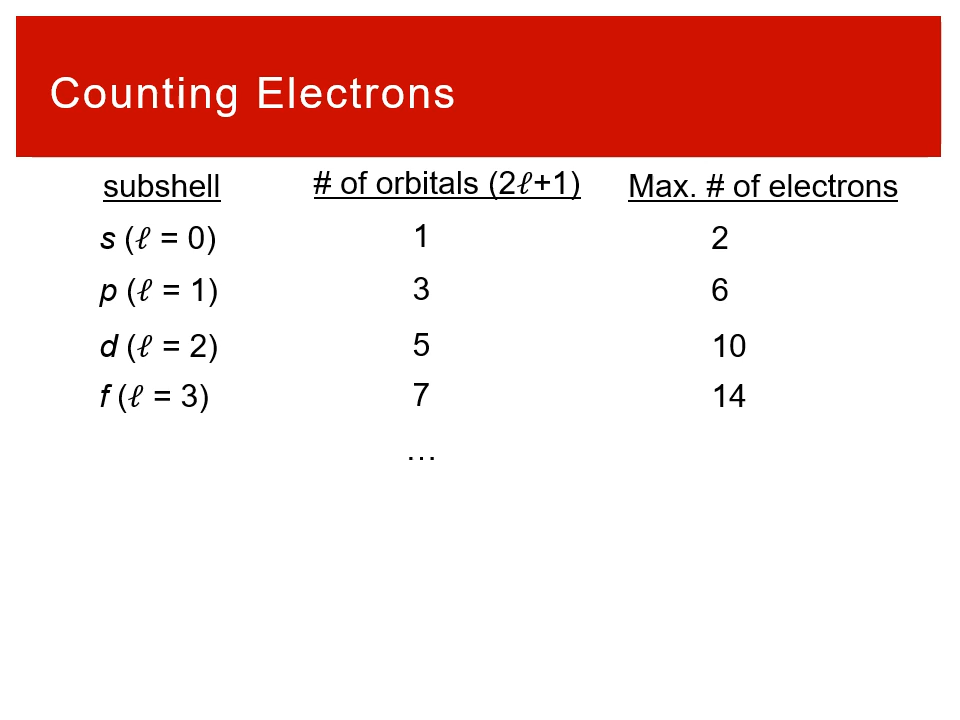 Counting Electrons
subshell # of orbitals (2ℓ+1) Max. # of electrons
s (ℓ = 0) 1 2
p (ℓ = 1) 3 6
d (ℓ = 2) 5 10
f (ℓ = 3) 7 14
…